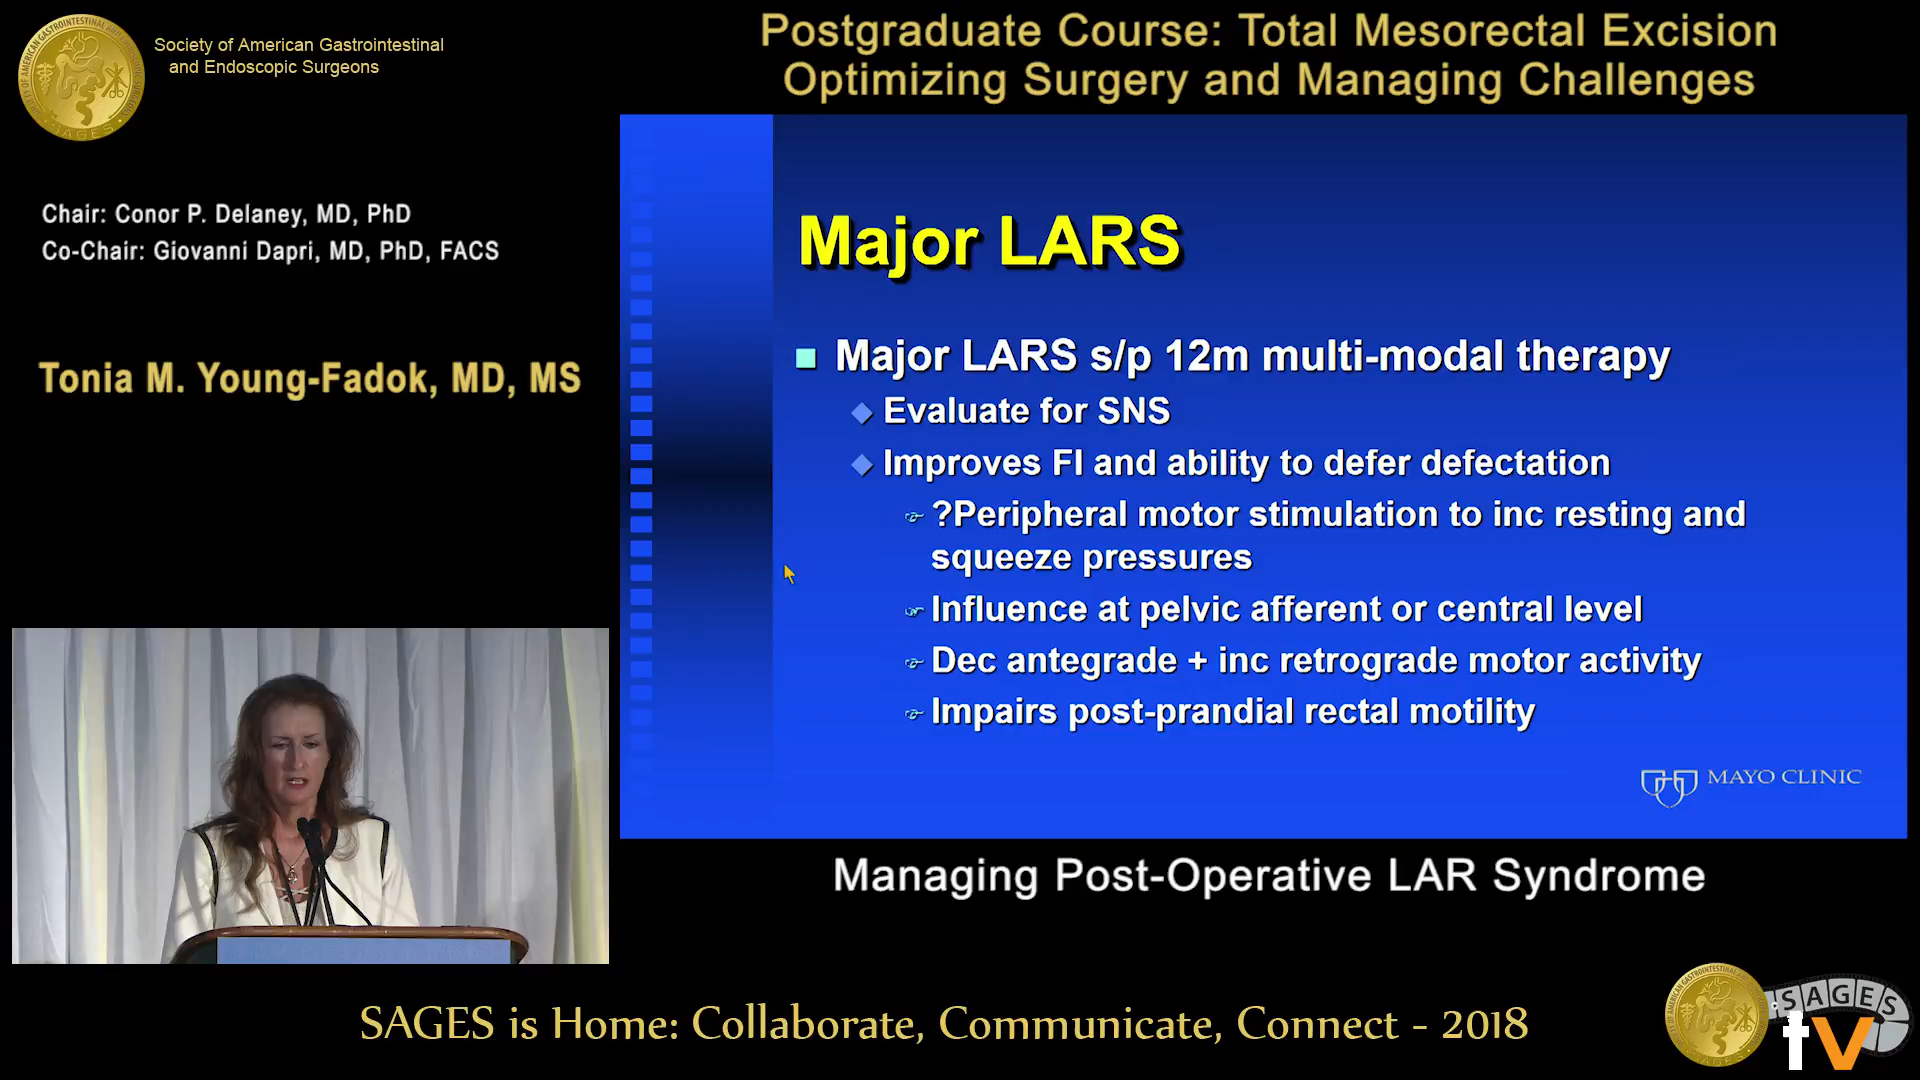 Society of American Gastrointestinal
and Endoscopic Surgeons
Postgraduate Course: Total Mesorectal Excision
Optimizing Surgery and Managing Challenges
Chair: Conor P. Delaney, MD, PhD
Co-Chair: Giovanni Dapri, MD, PhD, FACS
Tonia M. Young-Fadok, MD, MS
Major LARS
Major LARS s/p 12m multi-modal therapy
Evaluate for SNS
Improves FI and ability to defer defectation
?Peripheral motor stimulation to inc resting and
squeeze pressures
Influence at pelvic afferent or central level
Dec antegrade + inc retrograde motor activity
Impairs post-prandial rectal motility
MAYO CLINIC
Managing Post-Operative LAR Syndrome
SAGES is Home: Collaborate, Communicate, Connect - 2018
SAGES
tv